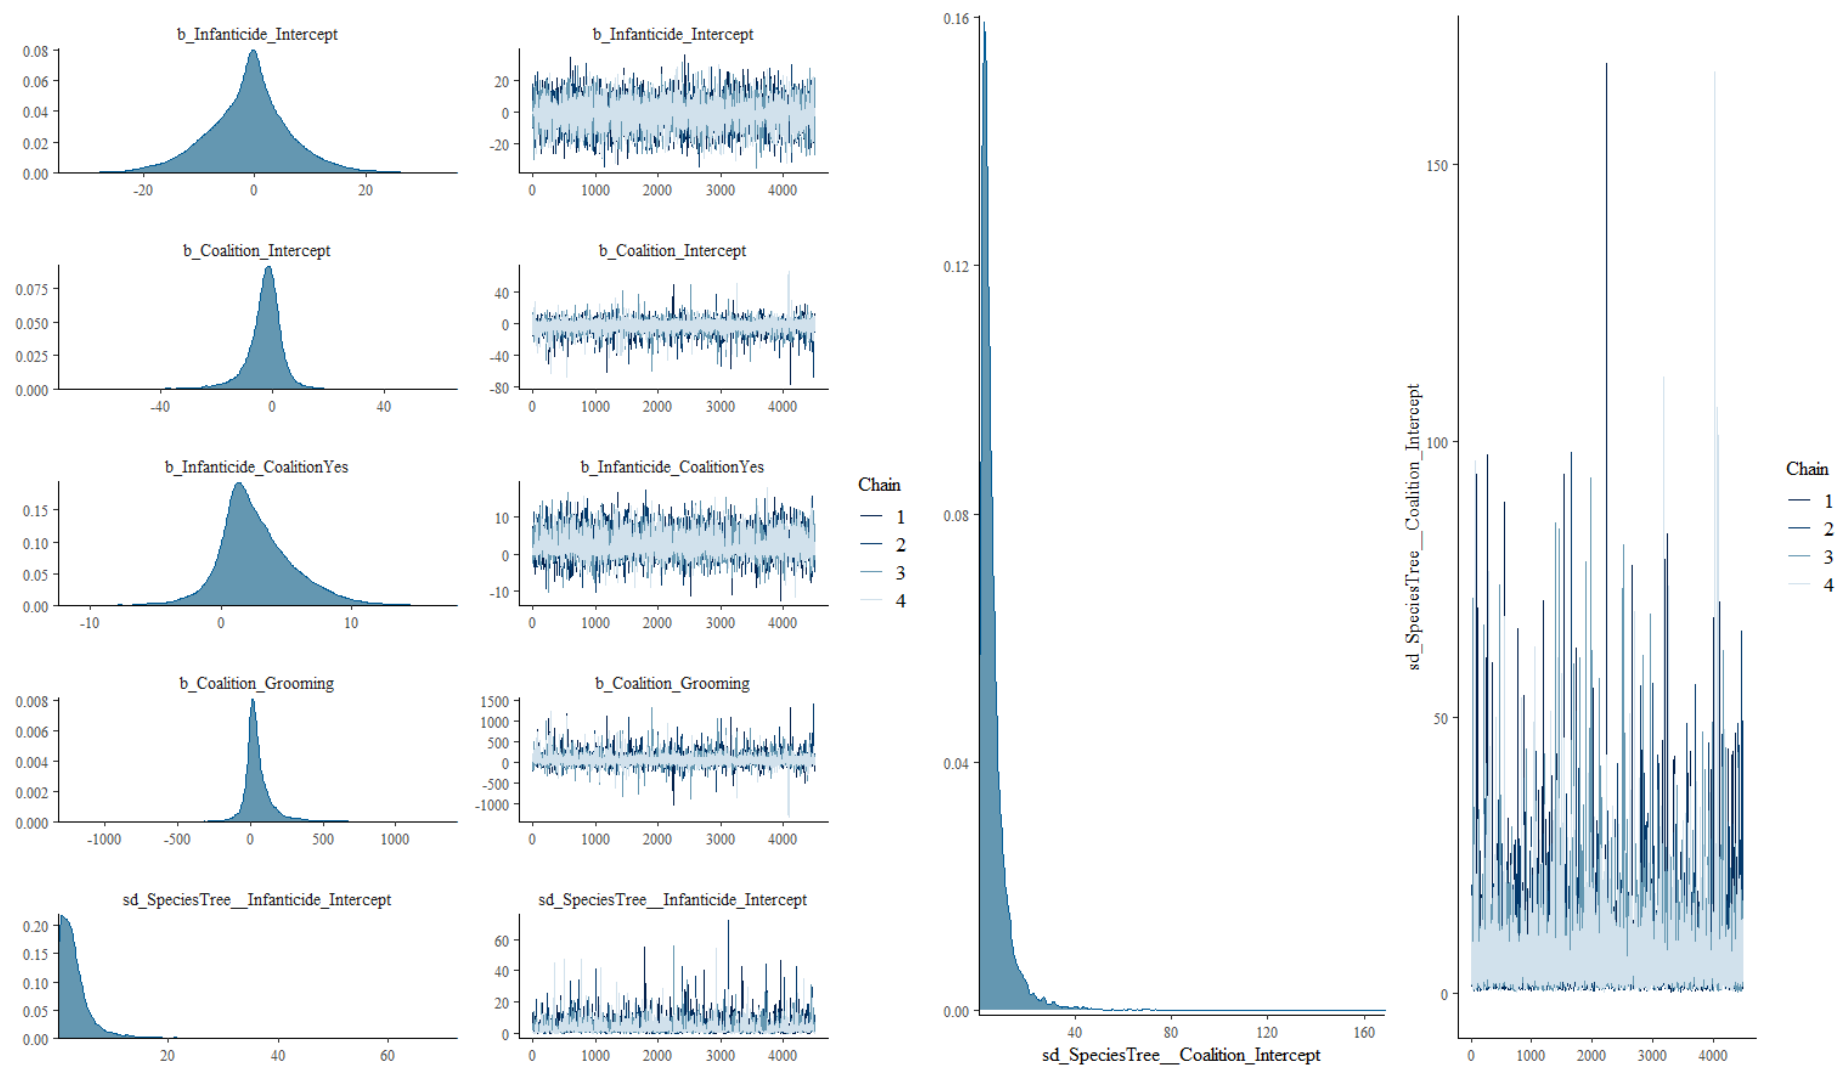 b_Infanticide_Intercept
0.08
0.06
0.04
0.02
0.00
-20 0 20
b_Infanticide_Intercept
20
0
-20
0 1000 2000 3000 4000
b_Coalition_Intercept
0.075
0.050
0.025
0.000
-40 0 40
b_Coalition_Intercept
40
0
-40
-80
0 1000 2000 3000 4000
b_Infanticide_CoalitionYes
0.15
0.10
0.05
0.00
-10 0 10
b_Infanticide_CoalitionYes
10
0
-10
0 1000 2000 3000 4000
b_Coalition_Grooming
0.008
0.006
0.004
0.002
0.000
-1000 -500 0 500 1000
b_Coalition_Grooming
1500
1000
500
0
-500
-1000
0 1000 2000 3000 4000
sd_SpeciesTree__Infanticide_Intercept
0.20
0.15
0.10
0.05
0.00
20 40 60
sd_SpeciesTree__Infanticide_Intercept
60
40
20
0
0 1000 2000 3000 4000
Chain
1
2
3
4
0.16
0.12
0.08
0.04
0.00
40 80 120 160
sd_SpeciesTree__Coalition_Intercept
sd_SpeciesTree__Coalition_Intercept
150
100
50
0
0 1000 2000 3000 4000
Chain
1
2
3
4